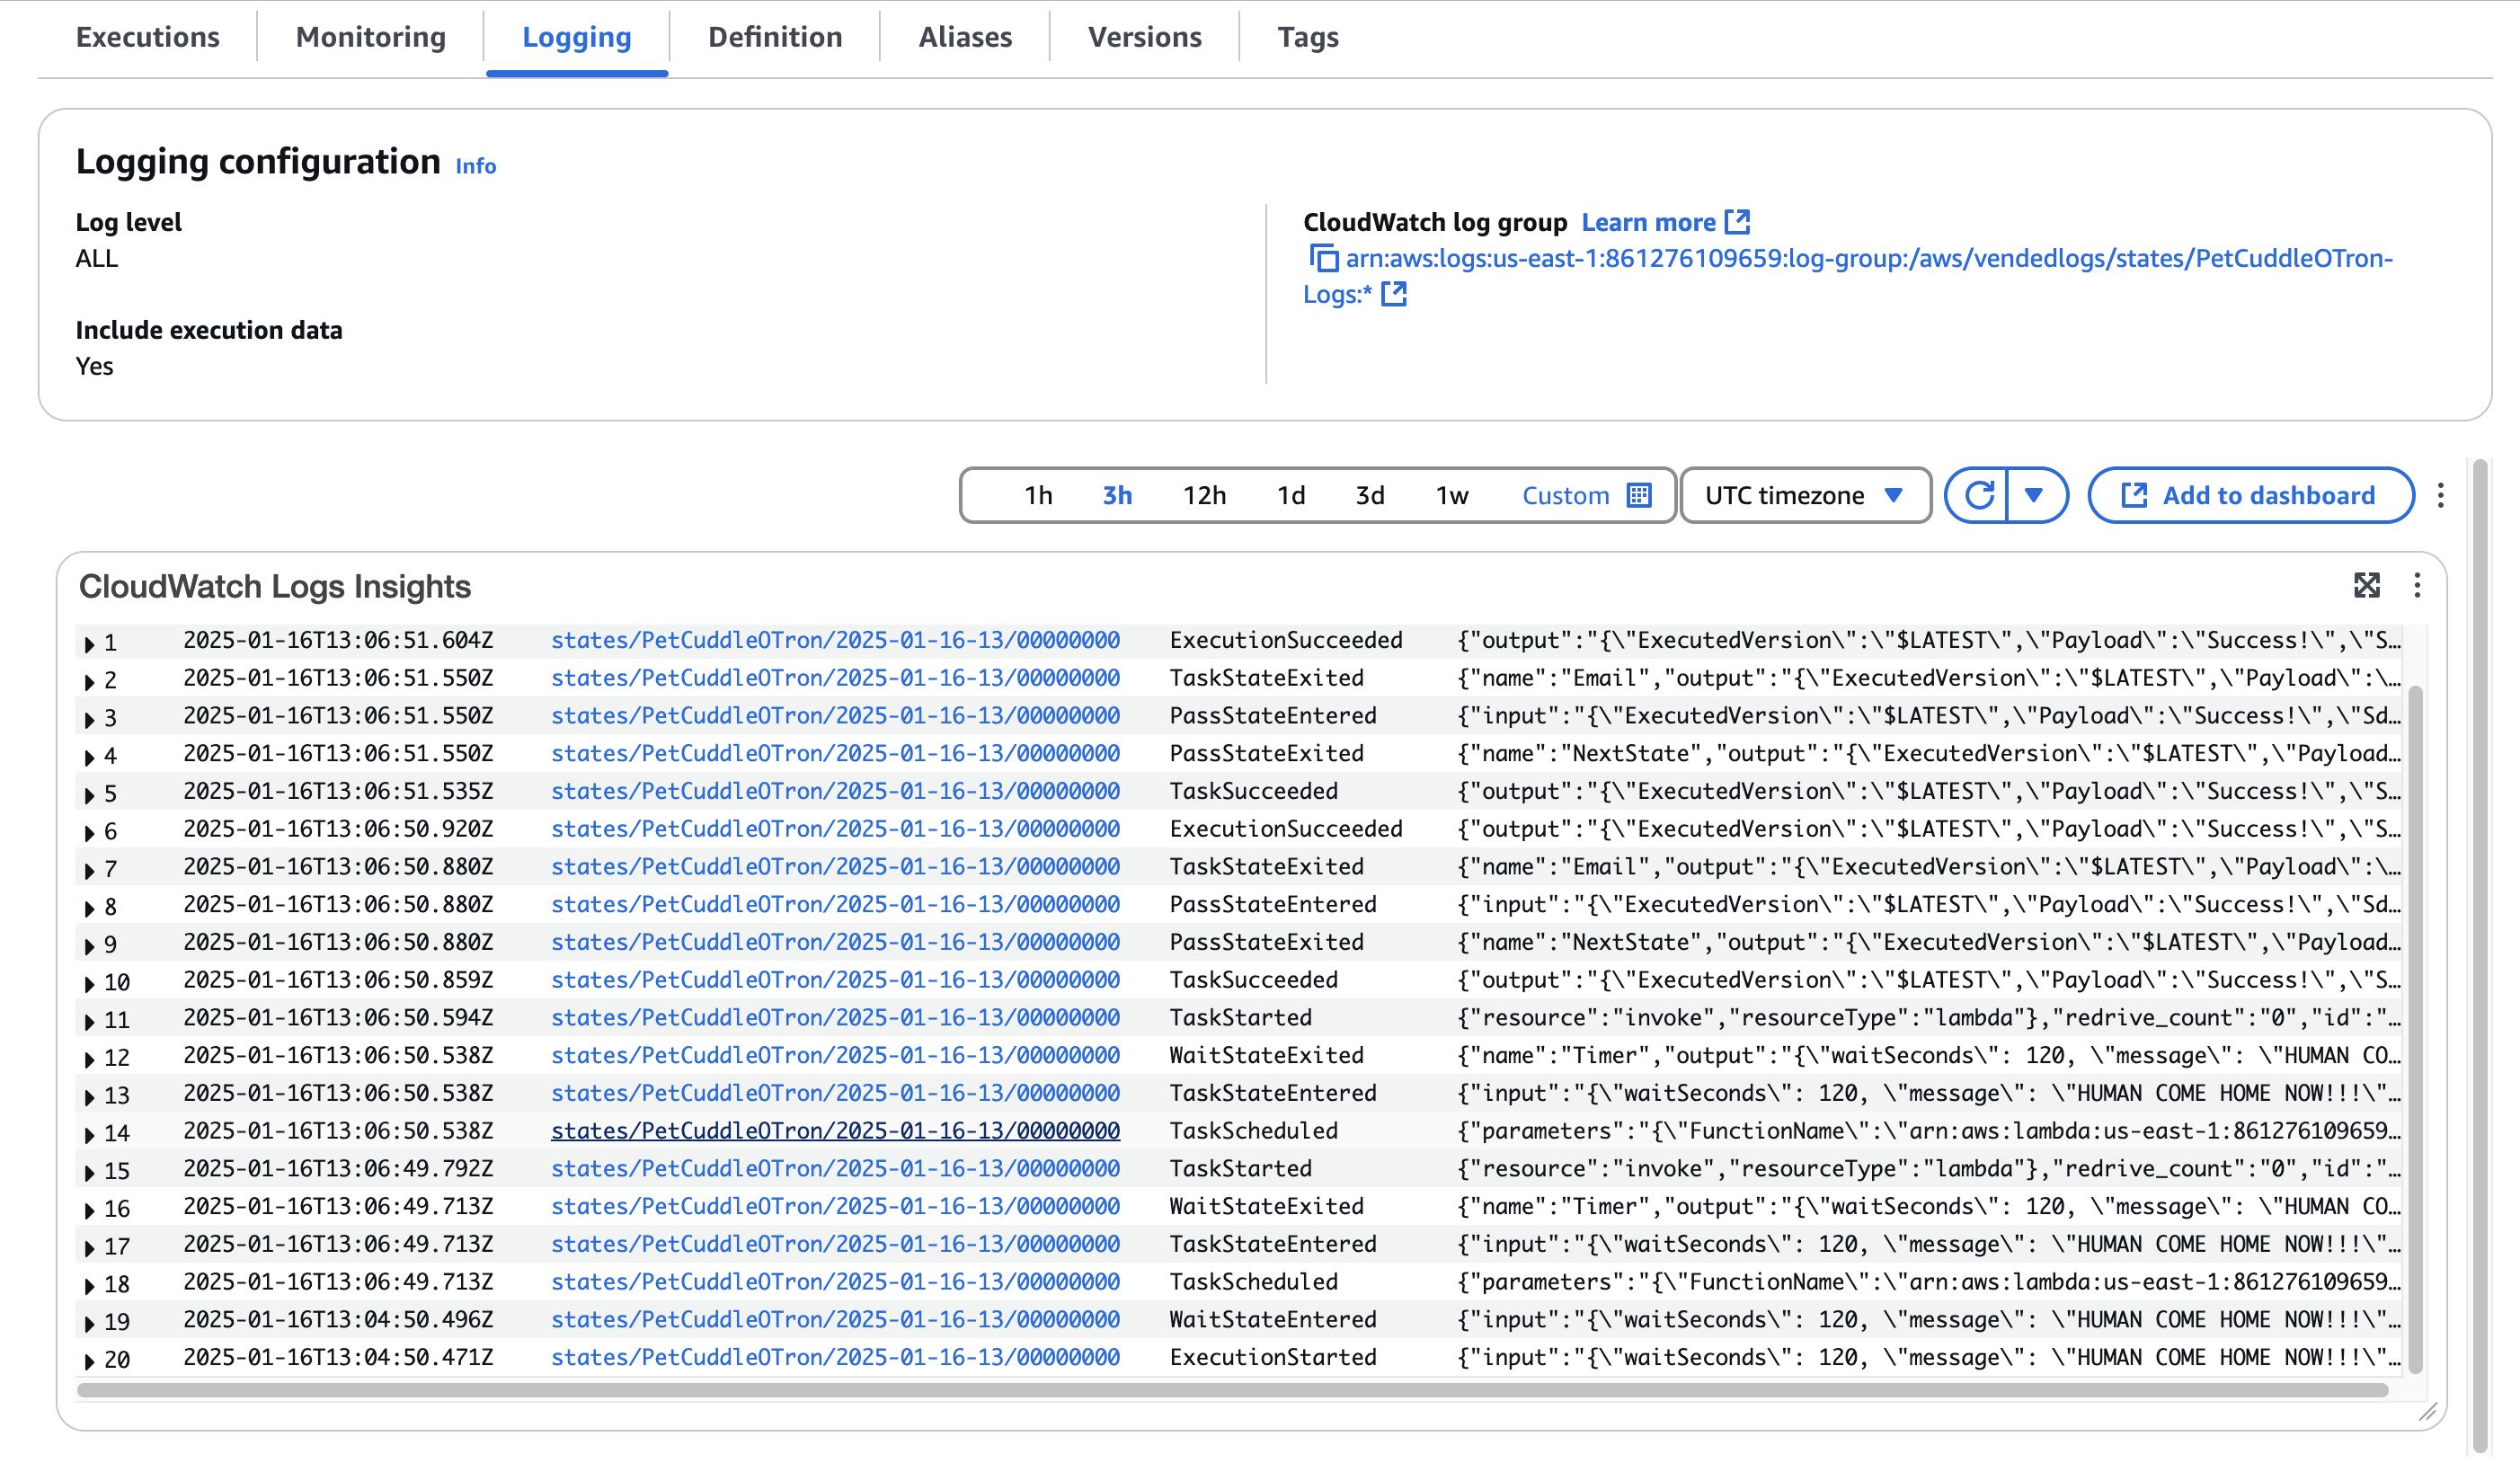 Executions Monitoring Logging Definition Aliases Versions Tags
Logging configuration Info
Log level
ALL
Include execution data
Yes
CloudWatch log group Learn more
arn:aws:logs:us-east-1:861276109659:log-group:/aws/vendedlogs/states/PetCuddleOTron-
Logs:*
1h 3h 12h 1d 3d 1w Custom UTC timezone Add to dashboard
CloudWatch Logs Insights
1 2025-01-16T13:06:51.604Z states/PetCuddleOTron/2025-01-16-13/00000000 ExecutionSucceeded {"output":"{\"ExecutedVersion\":\"$LATEST\",\"Payload\":\"Success!\",\"S…
2 2025-01-16T13:06:51.550Z states/PetCuddleOTron/2025-01-16-13/00000000 TaskStateExited {"name":"Email","output":"{\"ExecutedVersion\":\"$LATEST\",\"Payload\":\…
3 2025-01-16T13:06:51.550Z states/PetCuddleOTron/2025-01-16-13/00000000 PassStateEntered {"input":"{\"ExecutedVersion\":\"$LATEST\",\"Payload\":\"Success!\",\"Sd…
4 2025-01-16T13:06:51.550Z states/PetCuddleOTron/2025-01-16-13/00000000 PassStateExited {"name":"NextState","output":"{\"ExecutedVersion\":\"$LATEST\",\"Payload…
5 2025-01-16T13:06:51.535Z states/PetCuddleOTron/2025-01-16-13/00000000 TaskSucceeded {"output":"{\"ExecutedVersion\":\"$LATEST\",\"Payload\":\"Success!\",\"S…
6 2025-01-16T13:06:50.920Z states/PetCuddleOTron/2025-01-16-13/00000000 ExecutionSucceeded {"output":"{\"ExecutedVersion\":\"$LATEST\",\"Payload\":\"Success!\",\"S…
7 2025-01-16T13:06:50.880Z states/PetCuddleOTron/2025-01-16-13/00000000 TaskStateExited {"name":"Email","output":"{\"ExecutedVersion\":\"$LATEST\",\"Payload\":\…
8 2025-01-16T13:06:50.880Z states/PetCuddleOTron/2025-01-16-13/00000000 PassStateEntered {"input":"{\"ExecutedVersion\":\"$LATEST\",\"Payload\":\"Success!\",\"Sd…
9 2025-01-16T13:06:50.880Z states/PetCuddleOTron/2025-01-16-13/00000000 PassStateExited {"name":"NextState","output":"{\"ExecutedVersion\":\"$LATEST\",\"Payload…
10 2025-01-16T13:06:50.859Z states/PetCuddleOTron/2025-01-16-13/00000000 TaskSucceeded {"output":"{\"ExecutedVersion\":\"$LATEST\",\"Payload\":\"Success!\",\"S…
11 2025-01-16T13:06:50.594Z states/PetCuddleOTron/2025-01-16-13/00000000 TaskStarted {"resource":"invoke","resourceType":"lambda"},"redrive_count":"0","id":"…
12 2025-01-16T13:06:50.538Z states/PetCuddleOTron/2025-01-16-13/00000000 WaitStateExited {"name":"Timer","output":"{\"waitSeconds\": 120, \"message\": \"HUMAN CO…
13 2025-01-16T13:06:50.538Z states/PetCuddleOTron/2025-01-16-13/00000000 TaskStateEntered {"input":"{\"waitSeconds\": 120, \"message\": \"HUMAN COME HOME NOW!!!\"…
14 2025-01-16T13:06:50.538Z states/PetCuddleOTron/2025-01-16-13/00000000 TaskScheduled {"parameters":"{\"FunctionName\":\"arn:aws:lambda:us-east-1:861276109659…
15 2025-01-16T13:06:49.792Z states/PetCuddleOTron/2025-01-16-13/00000000 TaskStarted {"resource":"invoke","resourceType":"lambda"},"redrive_count":"0","id":"…
16 2025-01-16T13:06:49.713Z states/PetCuddleOTron/2025-01-16-13/00000000 WaitStateExited {"name":"Timer","output":"{\"waitSeconds\": 120, \"message\": \"HUMAN CO…
17 2025-01-16T13:06:49.713Z states/PetCuddleOTron/2025-01-16-13/00000000 TaskStateEntered {"input":"{\"waitSeconds\": 120, \"message\": \"HUMAN COME HOME NOW!!!\"…
18 2025-01-16T13:06:49.713Z states/PetCuddleOTron/2025-01-16-13/00000000 TaskScheduled {"parameters":"{\"FunctionName\":\"arn:aws:lambda:us-east-1:861276109659…
19 2025-01-16T13:04:50.496Z states/PetCuddleOTron/2025-01-16-13/00000000 WaitStateEntered {"input":"{\"waitSeconds\": 120, \"message\": \"HUMAN COME HOME NOW!!!\"…
20 2025-01-16T13:04:50.471Z states/PetCuddleOTron/2025-01-16-13/00000000 ExecutionStarted {"input":"{\"waitSeconds\": 120, \"message\": \"HUMAN COME HOME NOW!!!\"…